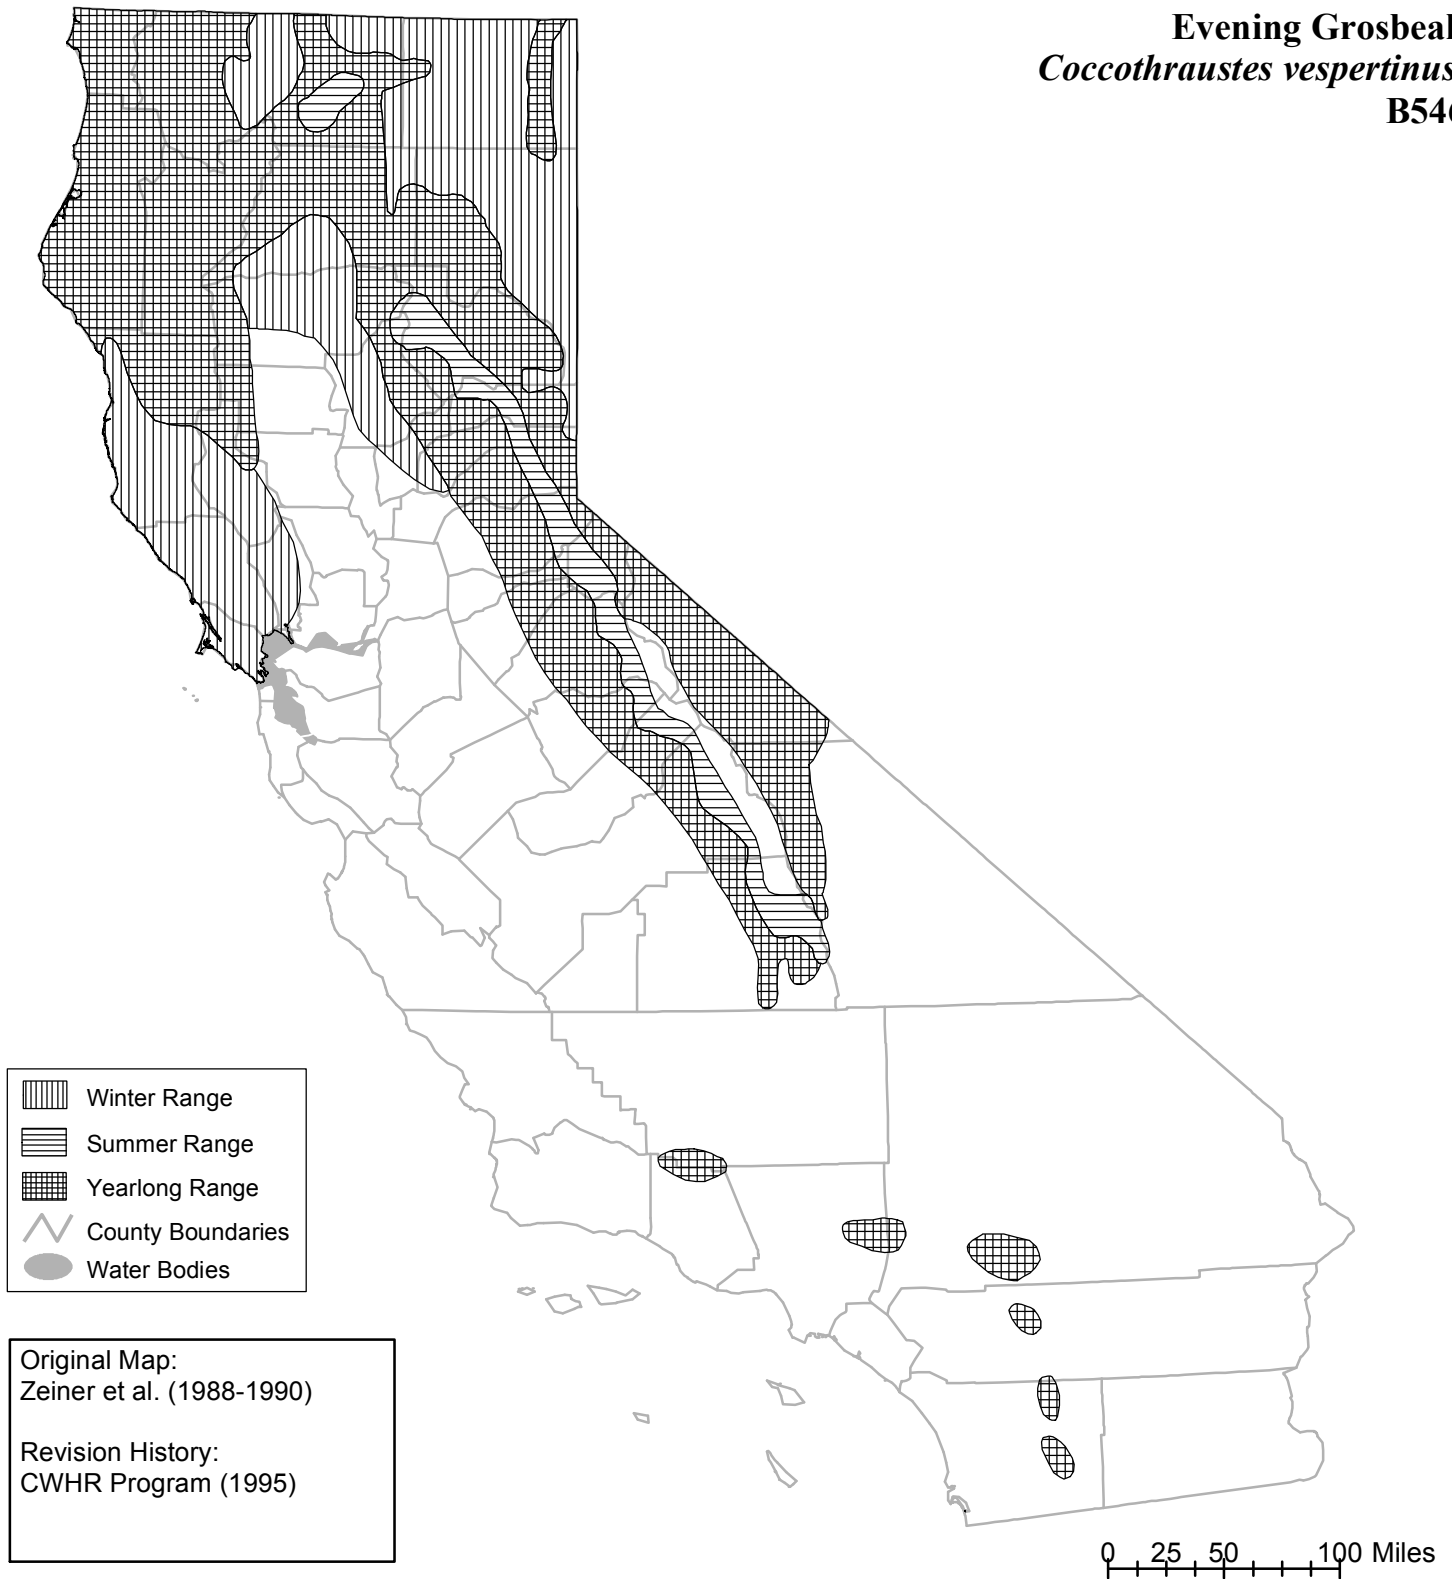 Evening Grosbeak
Coccothraustes vespertinus
B546
Winter Range
Summer Range
Yearlong Range
County Boundaries
Water Bodies
Original Map:
Zeiner et al. (1988-1990)
Revision History:
CWHR Program (1995)
0 25 50 100 Miles